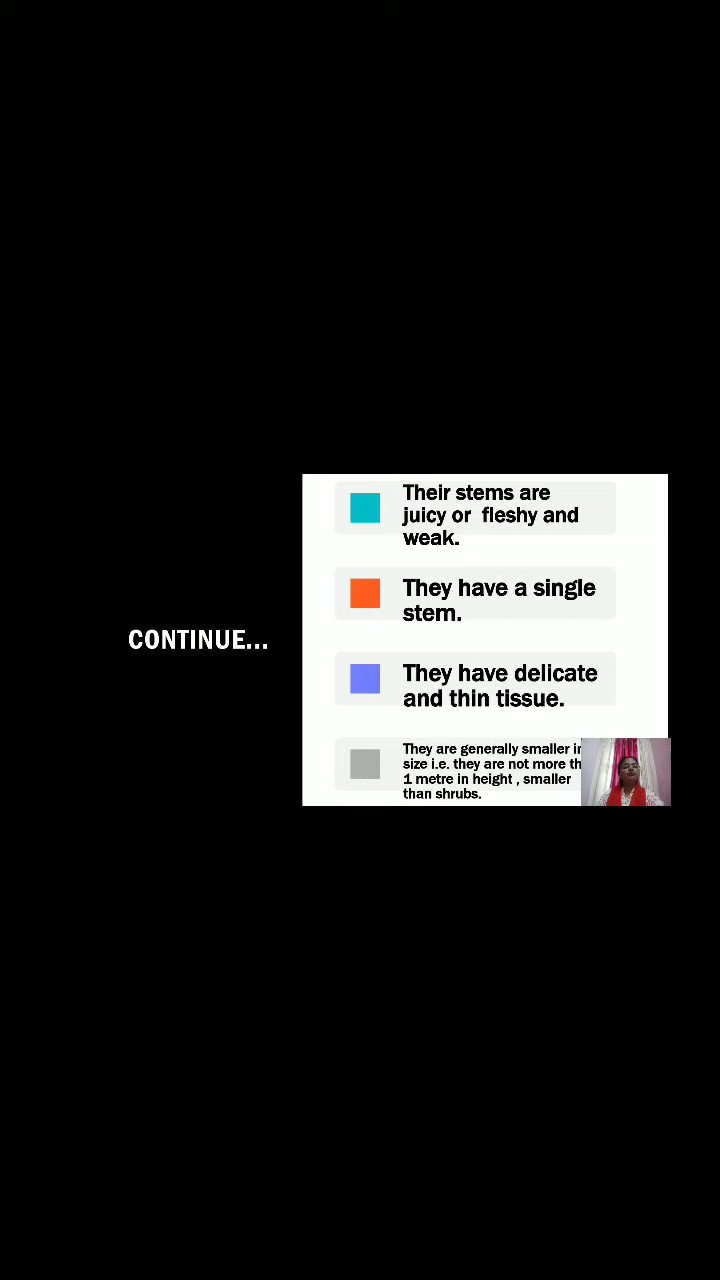 CONTINUE...
Their stems are
juicy or fleshy and
weak.
They have a single
stem.
They have delicate
and thin tissue.
They are generally smaller in
size i.e. they are not more
1 metre in height , smaller
than shrubs.